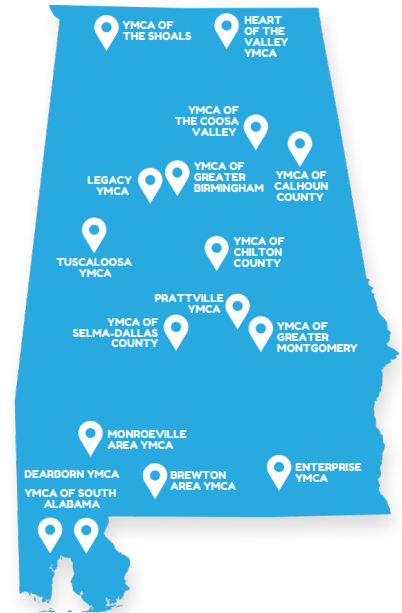 YMCA OF
THE SHOALS
HEART
OF THE
VALLEY
YMCA
YMCA OF
THE COOSA
VALLEY
YMCA OF
CALHOUN
COUNTY
LEGACY
YMCA
YMCA OF
GREATER
BIRMINGHAM
TUSCALOOSA
YMCA
YMCA OF
CHILTON
COUNTY
PRATTVILLE
YMCA
YMCA OF
SELMA-DALLAS
COUNTY
YMCA OF
GREATER
MONTGOMERY
MONROEVILLE
AREA YMCA
DEARBORN YMCA
YMCA OF SOUTH
ALABAMA
BREWTON
AREA YMCA
ENTERPRISE
YMCA